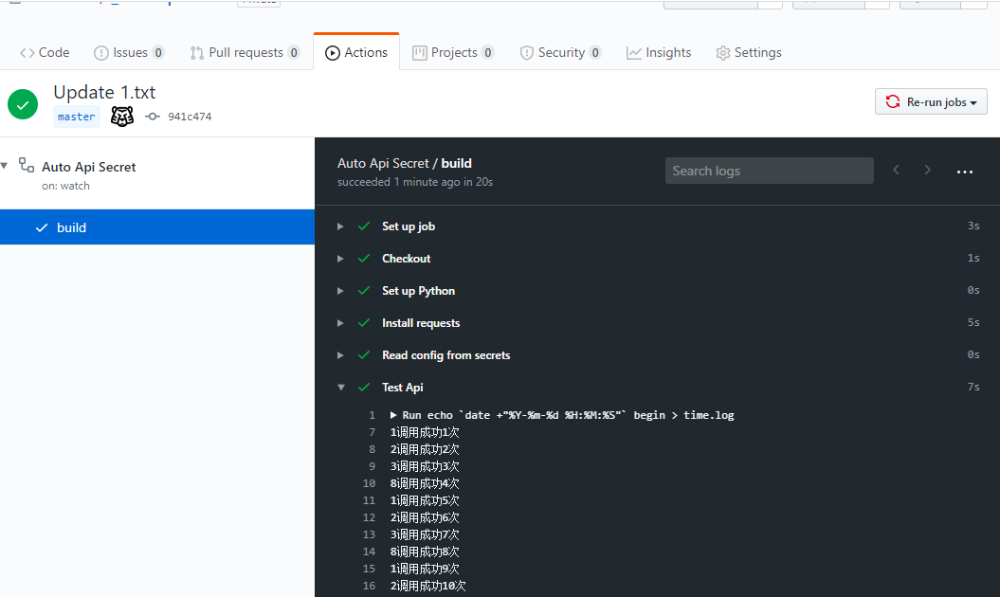 Code Issues 0 Pull requests 0 Actions Projects 0 Security 0 Insights Settings
Update 1.txt
master 941c474
Re-run jobs
Auto Api Secret
on: watch
build
Auto Api Secret / build
succeeded 1 minute ago in 20s
Search logs
Set up job 3s
Checkout 1s
Set up Python 0s
Install requests 5s
Read config from secrets 0s
Test Api 7s
1 Run echo `date +"%Y-%m-%d %H:%M:%S"` begin > time.log
7 1调用成功1次
8 2调用成功2次
9 3调用成功3次
10 8调用成功4次
11 1调用成功5次
12 2调用成功6次
13 3调用成功7次
14 8调用成功8次
15 1调用成功9次
16 2调用成功10次